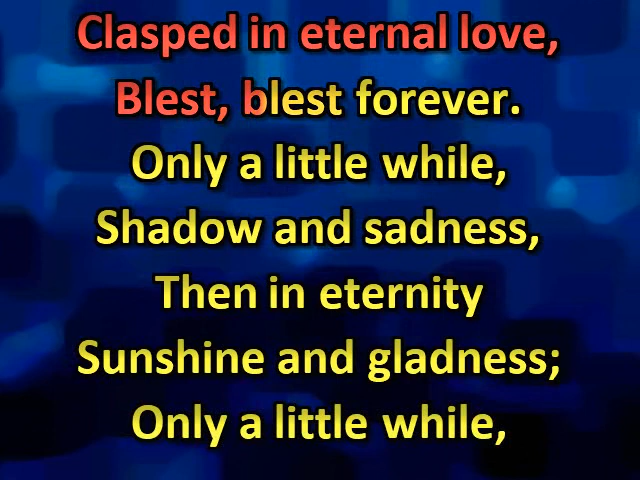 Clasped in eternal love,
Blest, blest forever.
Only a little while,
Shadow and sadness,
Then in eternity
Sunshine and gladness;
Only a little while,